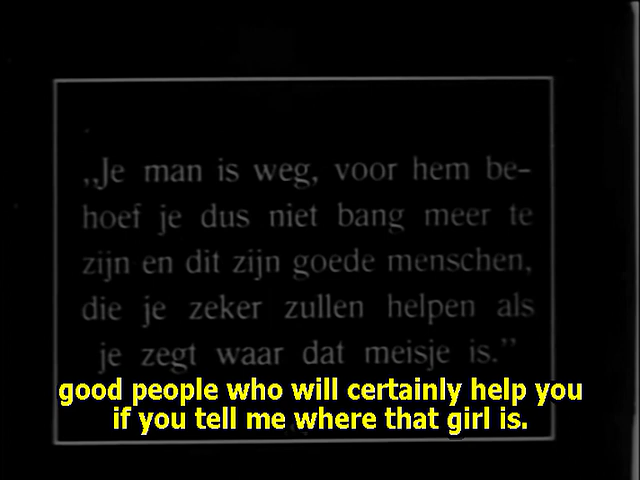 „Je man is weg, voor hem be-
hoef je dus niet bang meer te
zijn en dit zijn goede menschen,
die je zeker zullen helpen als
je zegt waar dat meisje is.”
good people who will certainly help you
if you tell me where that girl is.